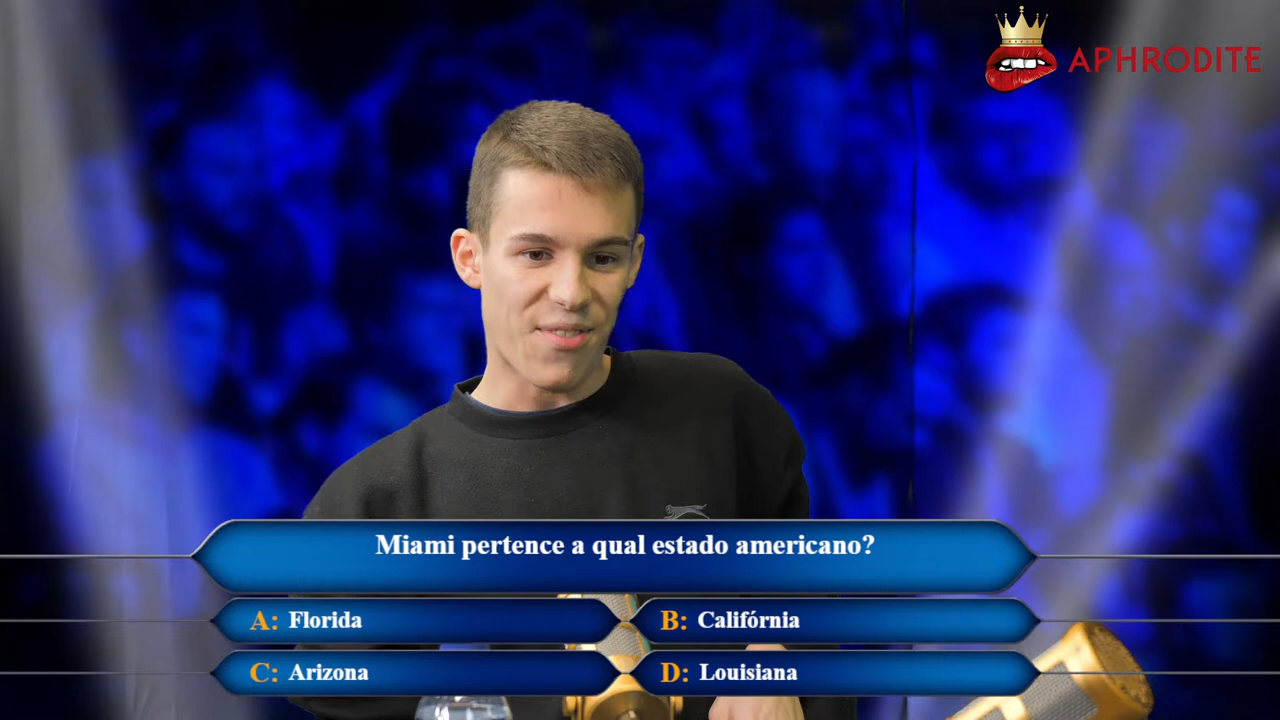 APHRODITE
Miami pertence a qual estado americano?
A: Florida
B: Califórnia
C: Arizona
D: Louisiana